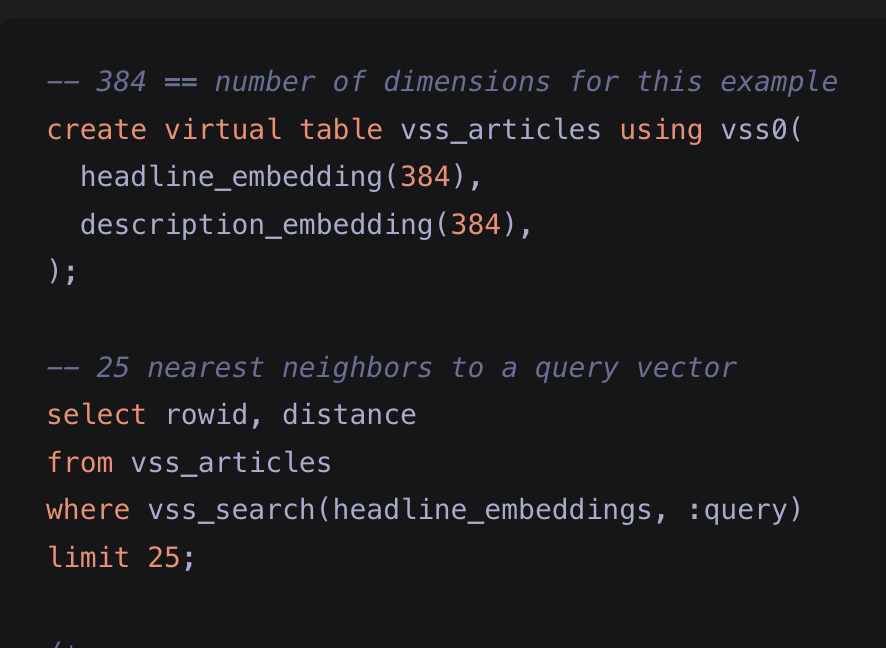 -- 384 == number of dimensions for this example
create virtual table vss_articles using vss0(
  headline_embedding(384),
  description_embedding(384),
);
-- 25 nearest neighbors to a query vector
select rowid, distance
from vss_articles
where vss_search(headline_embeddings, :query)
limit 25;